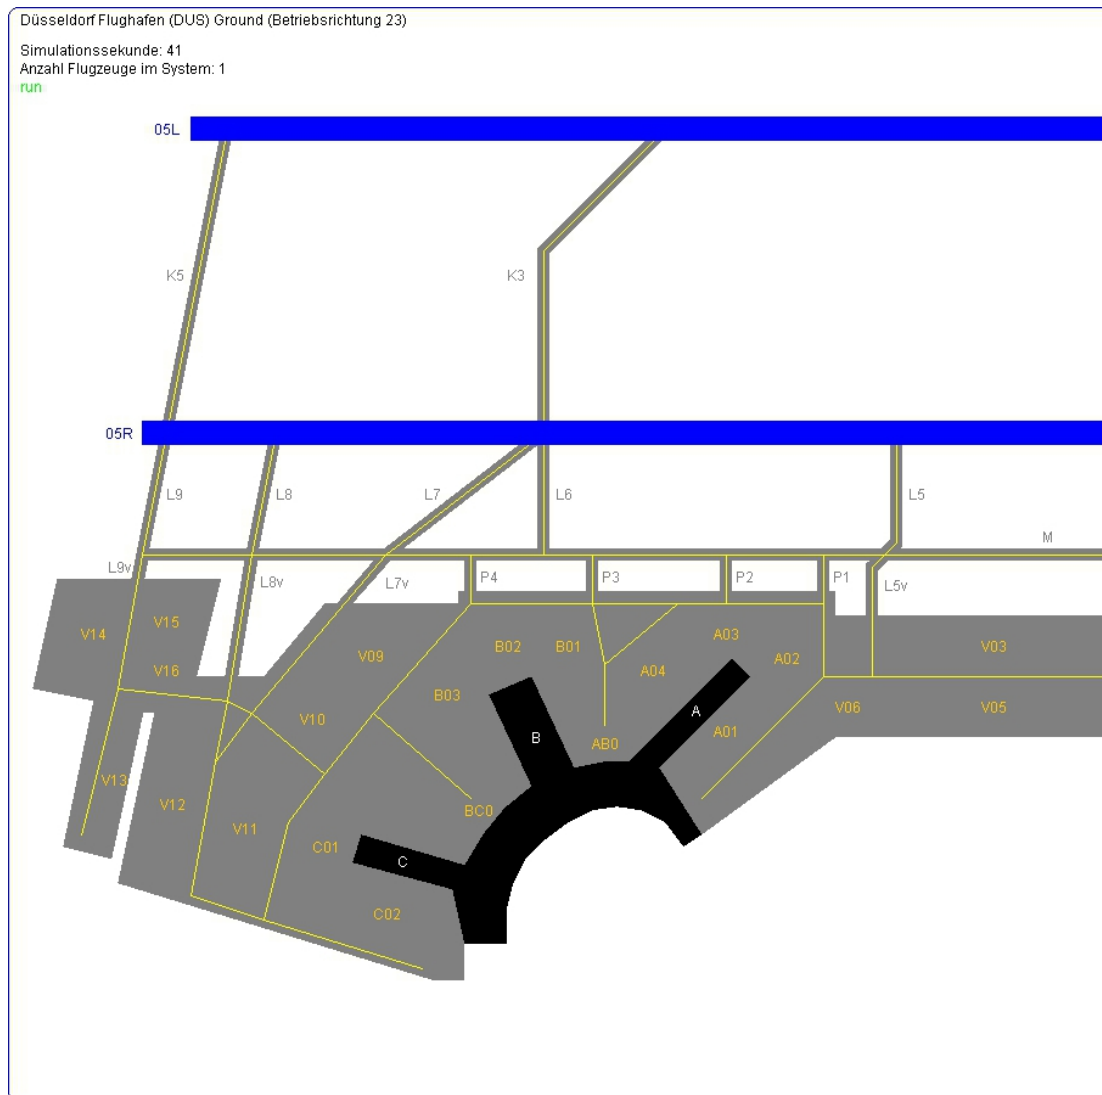 Düsseldorf Flughafen (DUS) Ground (Betriebsrichtung 23)
Simulationssekunde: 41
Anzahl Flugzeuge im System: 1
run
05L
K5
K3
05R
L9
L8
L7
L6
L5
M
L9v
L8v
L7v
P4
P3
P2
P1
L5v
V14
V15
V16
V09
B02
B01
A03
A02
A04
V03
B03
V10
A
A01
V06
V05
B
AB0
V13
V12
V11
BC0
C01
C
C02